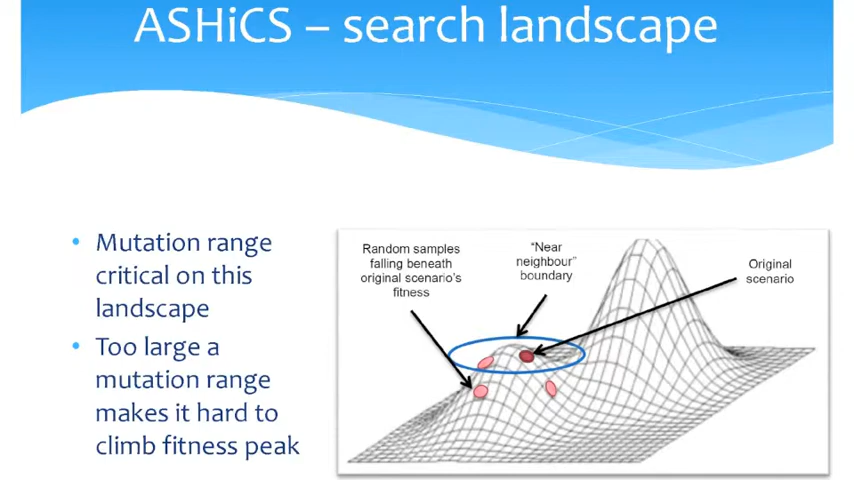 ASHiCS – search landscape
• Mutation range
critical on this
landscape
• Too large a
mutation range
makes it hard to
climb fitness peak
Random samples
falling beneath
original scenario's
fitness
"Near
neighbour"
boundary
Original
scenario